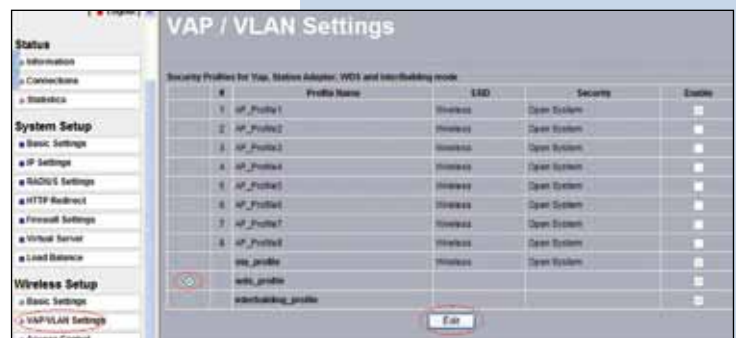 VAP / VLAN Settings
Status
Information
Connections
Statistics
System Setup
Basic Settings
IP Settings
RADIUS Settings
HTTP Redirect
Firewall Settings
Virtual Server
Load Balance
Wireless Setup
Basic Settings
VAP/VLAN Settings
Access Control
Security Profiles for Vap, Station Adapter, WDS and Interbuilding mode
# Profile Name SSID Security Enable
1 AP_Profile1 Wireless Open System
2 AP_Profile2 Wireless Open System
3 AP_Profile3 Wireless Open System
4 AP_Profile4 Wireless Open System
5 AP_Profile5 Wireless Open System
6 AP_Profile6 Wireless Open System
7 AP_Profile7 Wireless Open System
8 AP_Profile8 Wireless Open System
sta_profile Wireless Open System
wds_profile
interbuilding_profile
Edit